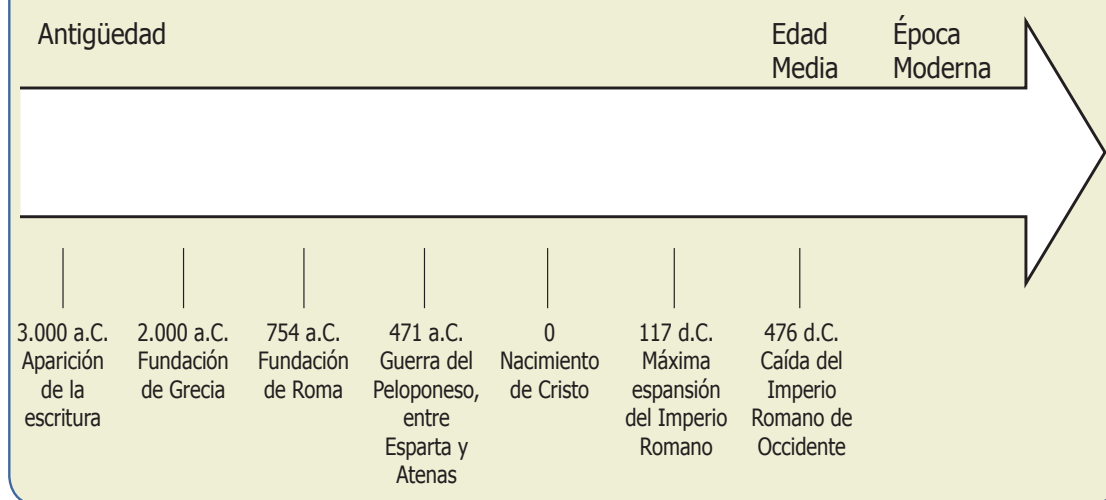 Antigüedad
Edad
Media
Época
Moderna
3.000 a.C.
Aparición
de la
escritura
2.000 a.C.
Fundación
de Grecia
754 a.C.
Fundación
de Roma
471 a.C.
Guerra del
Peloponeso,
entre
Esparta y
Atenas
0
Nacimiento
de Cristo
117 d.C.
Máxima
espansión
del Imperio
Romano
476 d.C.
Caída del
Imperio
Romano de
Occidente